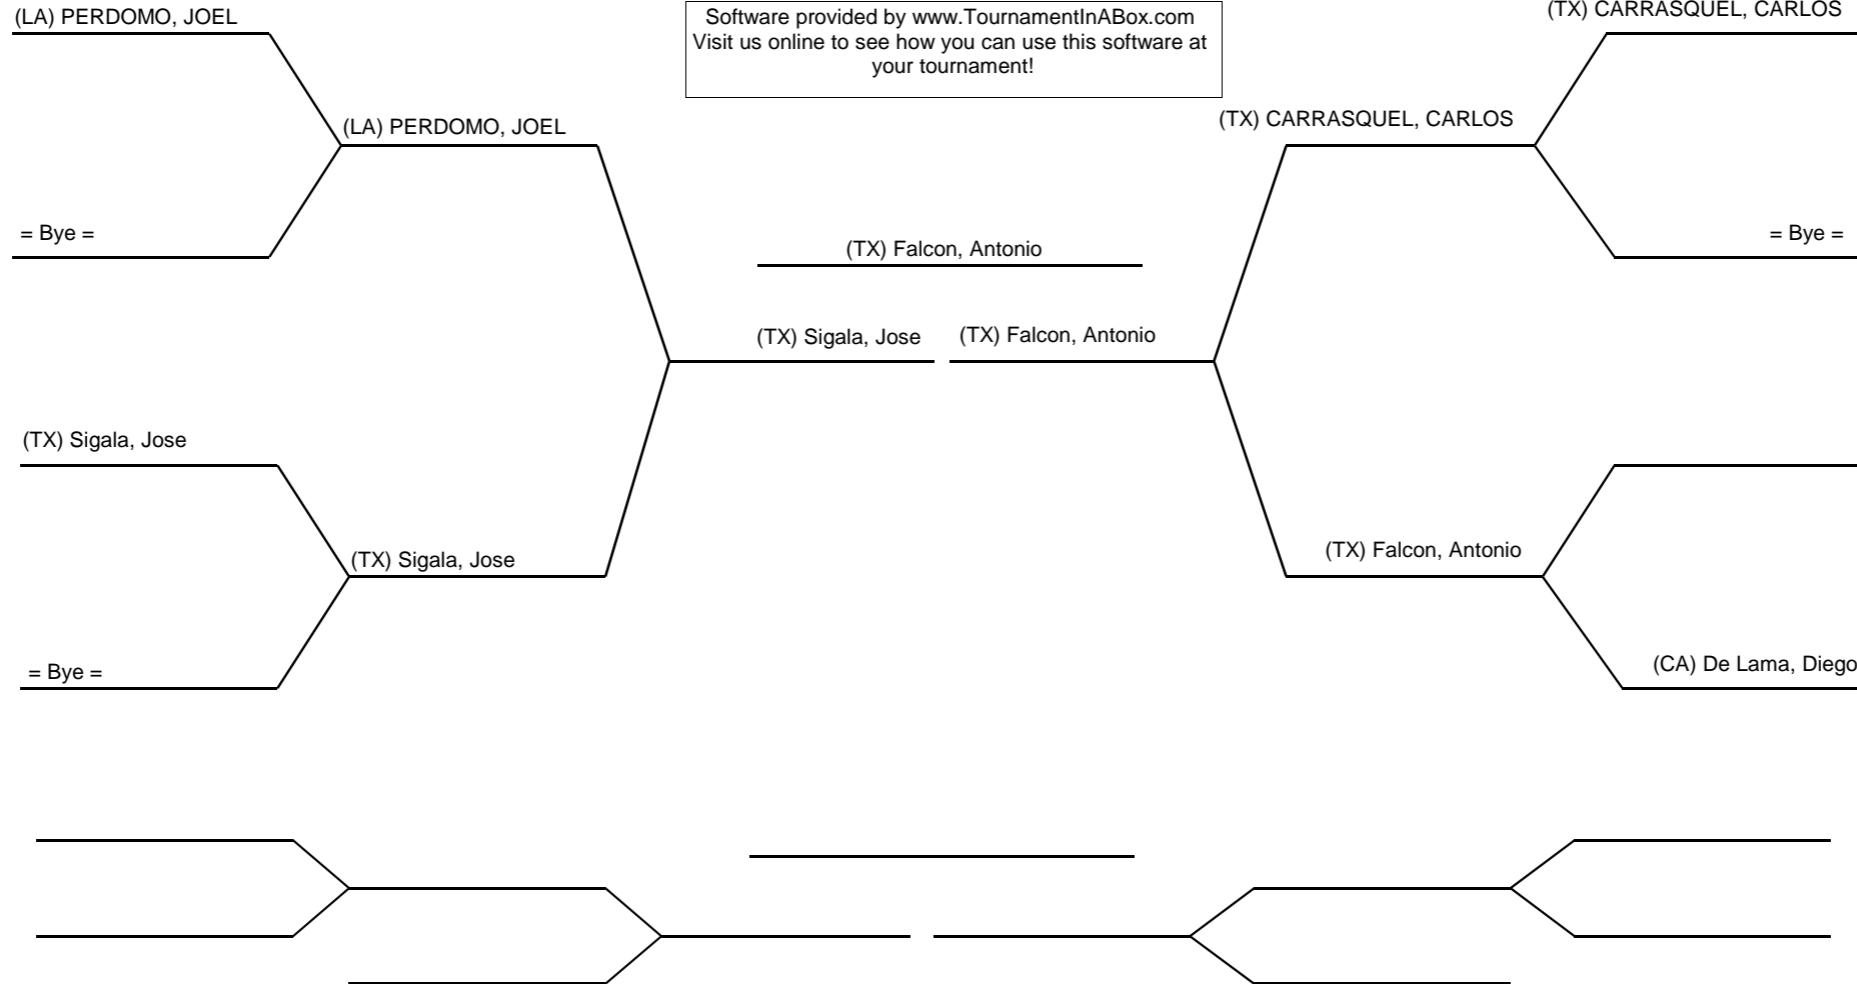 (LA) PERDOMO, JOEL
Software provided by www.TournamentInABox.com
Visit us online to see how you can use this software at
your tournament!
(TX) CARRASQUEL, CARLOS
(LA) PERDOMO, JOEL
(TX) CARRASQUEL, CARLOS
= Bye =
(TX) Falcon, Antonio
= Bye =
(TX) Sigala, Jose
(TX) Falcon, Antonio
(TX) Sigala, Jose
(TX) Sigala, Jose
(TX) Falcon, Antonio
= Bye =
(CA) De Lama, Diego